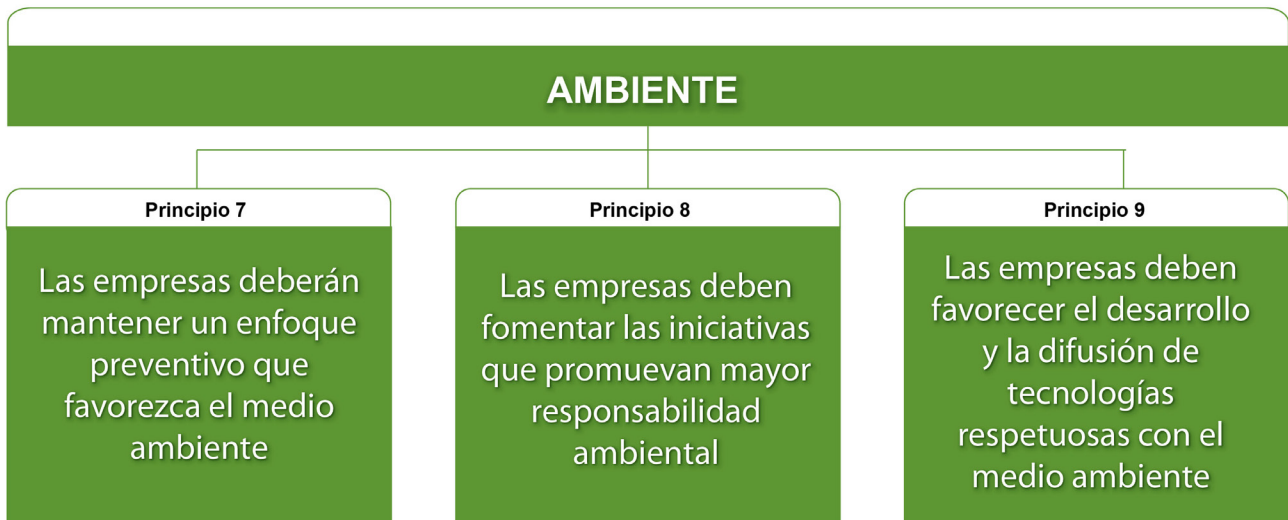 AMBIENTE
Principio 7
Las empresas deberán
mantener un enfoque
preventivo que
favorezca el medio
ambiente
Principio 8
Las empresas deben
fomentar las iniciativas
que promuevan mayor
responsabilidad
ambiental
Principio 9
Las empresas deben
favorecer el desarrollo
y la difusión de
tecnologías
respetuosas con el
medio ambiente